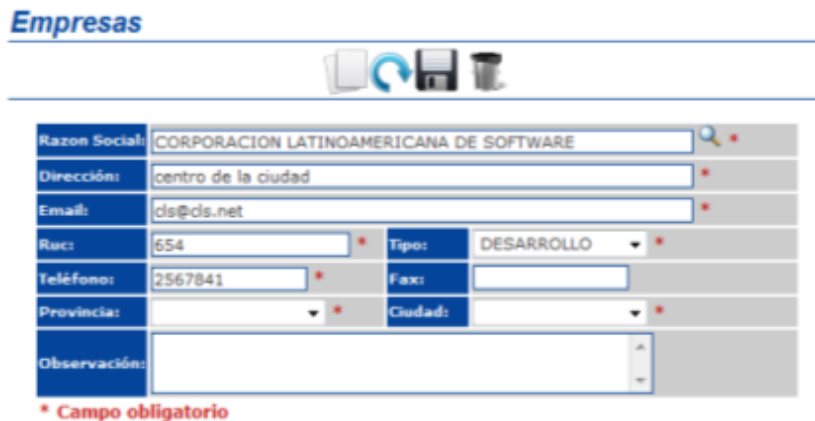 Empresas
Razon Social: CORPORACION LATINOAMERICANA DE SOFTWARE *
Dirección: centro de la ciudad *
Email: cls@cls.net *
Ruc: 654 * Tipo: DESARROLLO *
Teléfono: 2567841 * Fax:
Provincia: * Ciudad: *
Observación:
* Campo obligatorio